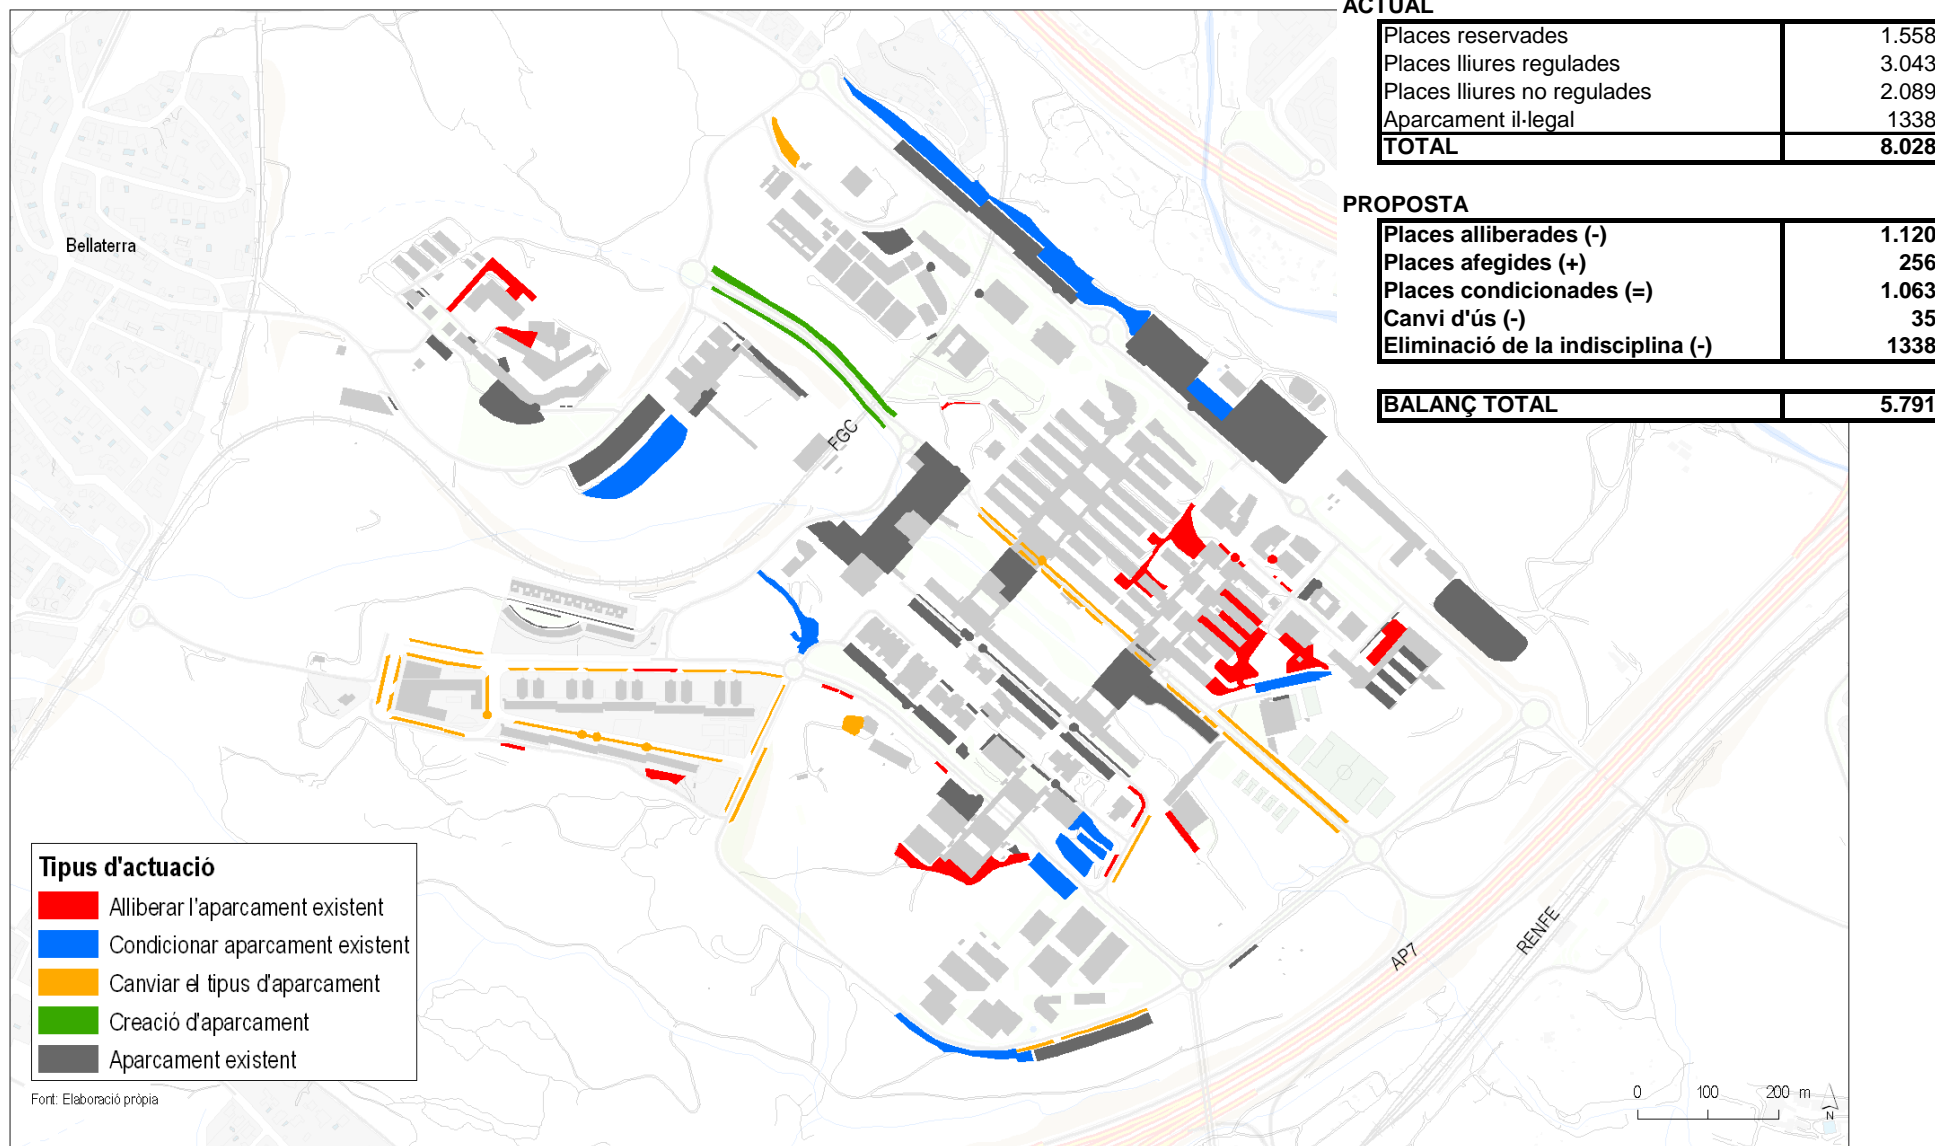 ACTUAL
Places reservades 1.558
Places lliures regulades 3.043
Places lliures no regulades 2.089
Aparcament il·legal 1338
TOTAL 8.028
PROPOSTA
Places alliberades (-) 1.120
Places afegides (+) 256
Places condicionades (=) 1.063
Canvi d'ús (-) 35
Eliminació de la indisciplina (-) 1338
BALANÇ TOTAL 5.791
Bellaterra
FGC
AP7
RENFE
Tipus d'actuació
Alliberar l'aparcament existent
Condicionar aparcament existent
Canviar el tipus d'aparcament
Creació d'aparcament
Aparcament existent
Font: Elaboració pròpia
0 100 200 m
N